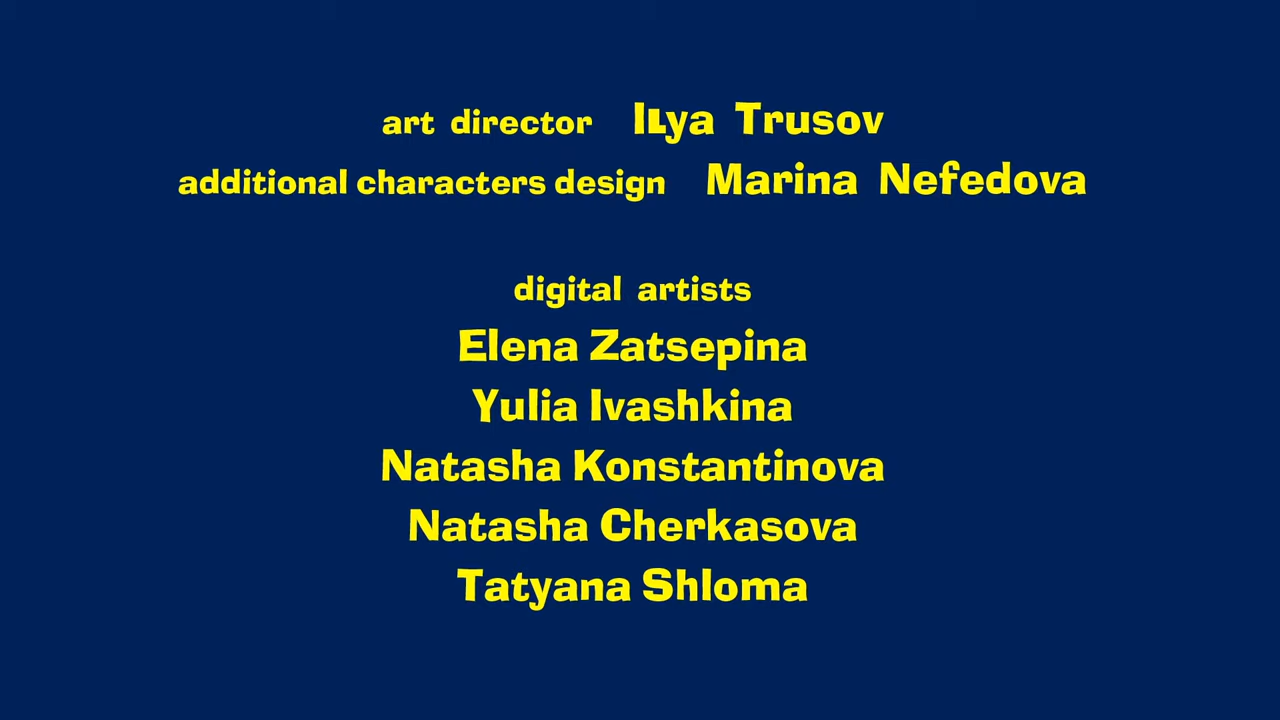 art director ILya Trusov
additional characters design Marina Nefedova
digital artists
Elena Zatsepina
Yulia Ivashkina
Natasha Konstantinova
Natasha Cherkasova
Tatyana Shloma